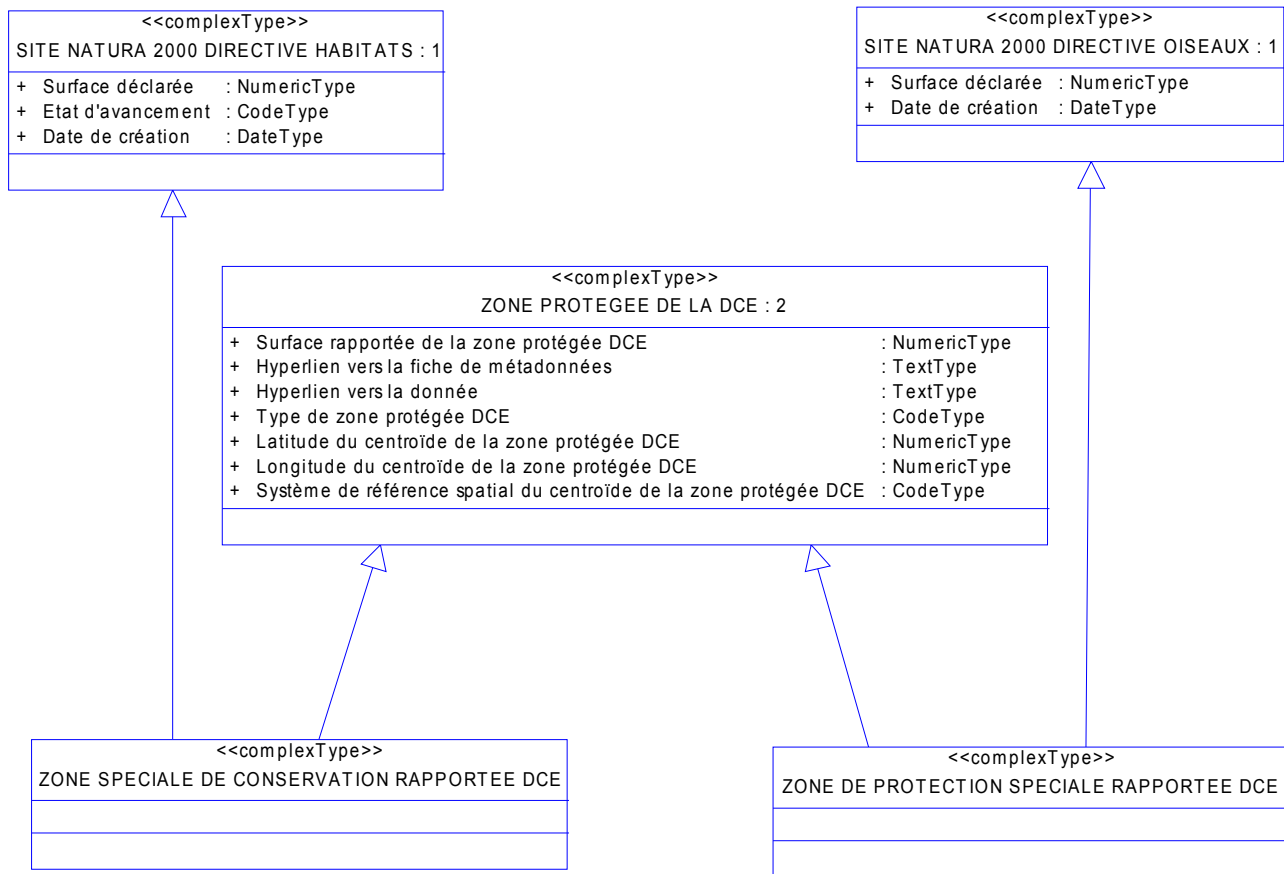 <<complexType>>
SITE NATURA 2000 DIRECTIVE HABITATS : 1
+ Surface déclarée : NumericType
+ Etat d'avancement : CodeType
+ Date de création : DateType
<<complexType>>
SITE NATURA 2000 DIRECTIVE OISEAUX : 1
+ Surface déclarée : NumericType
+ Date de création : DateType
<<complexType>>
ZONE PROTEGEE DE LA DCE : 2
+ Surface rapportée de la zone protégée DCE : NumericType
+ Hyperlien vers la fiche de métadonnées : TextType
+ Hyperlien vers la donnée : TextType
+ Type de zone protégée DCE : CodeType
+ Latitude du centroïde de la zone protégée DCE : NumericType
+ Longitude du centroïde de la zone protégée DCE : NumericType
+ Système de référence spatial du centroïde de la zone protégée DCE : CodeType
<<complexType>>
ZONE SPECIALE DE CONSERVATION RAPPORTEE DCE
<<complexType>>
ZONE DE PROTECTION SPECIALE RAPPORTEE DCE